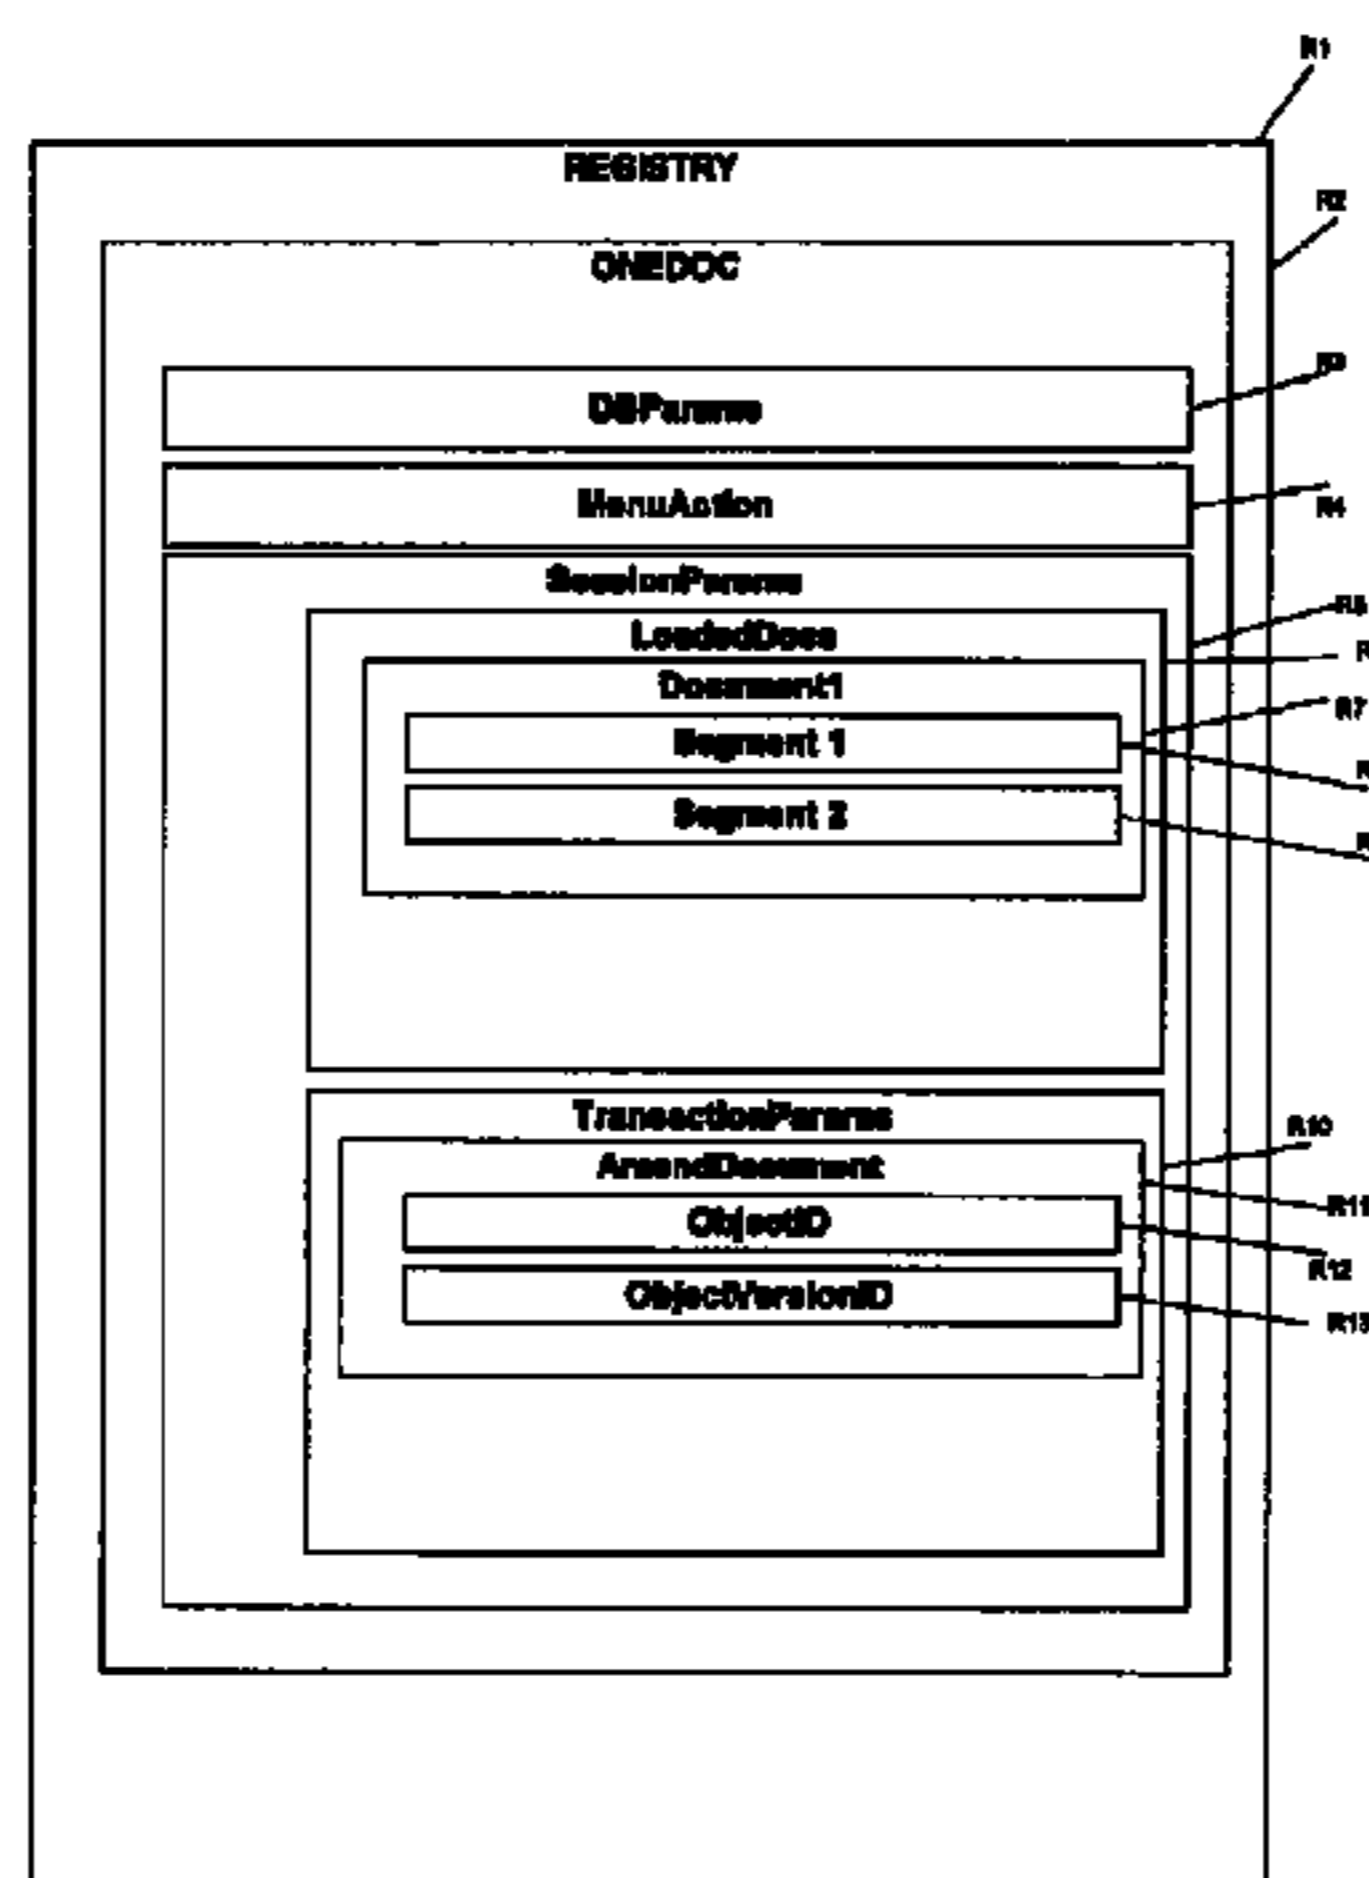 R1
REGISTRY
R2
ONEDOC
R3
DBParams
MenuAction
R4
SessionParams
R5
LoadedDocs
R
Document1
R7
Segment 1
R
Segment 2
R
TransactionParams
R10
AmendDocument
R11
ObjectID
R12
ObjectVersionID
R13